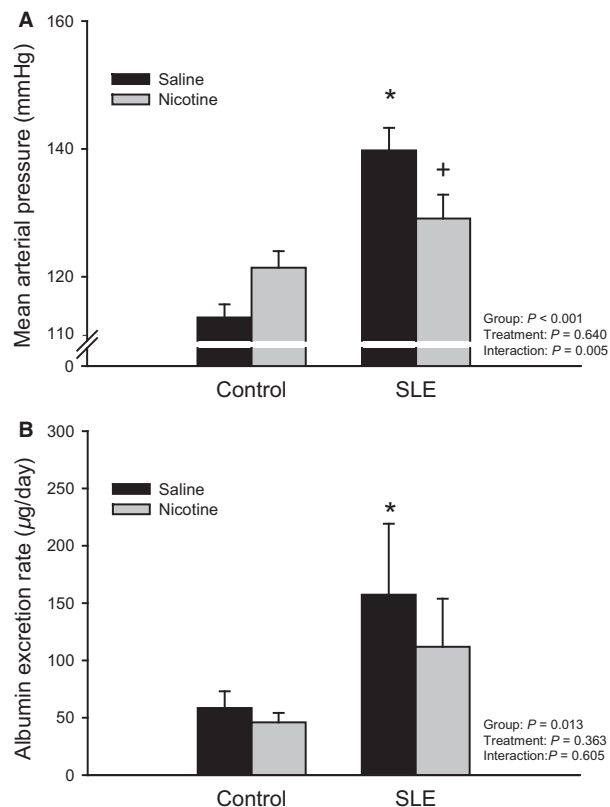 A
Mean arterial pressure (mmHg)
160
140
120
110
0
Saline
Nicotine
*
+
Group: P < 0.001
Treatment: P = 0.640
Interaction: P = 0.005
Control
SLE
B
Albumin excretion rate (µg/day)
300
250
200
150
100
50
0
Saline
Nicotine
*
Group: P = 0.013
Treatment: P = 0.363
Interaction:P = 0.605
Control
SLE